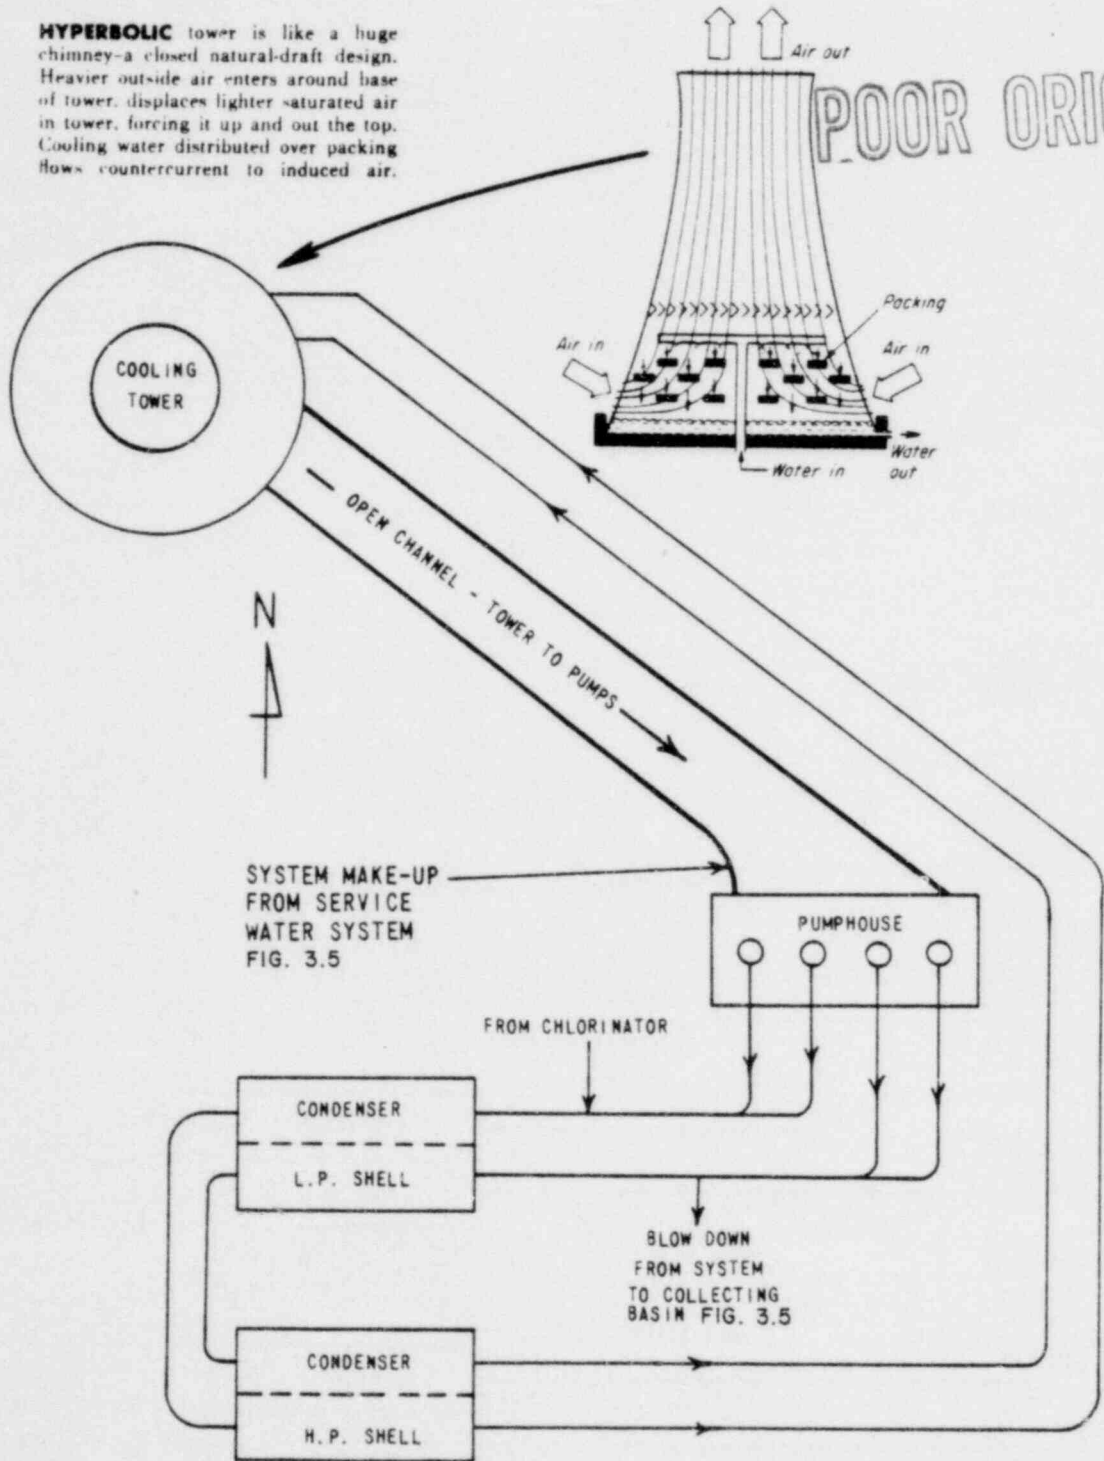 HYPERBOLIC tower is like a huge
chimney-a closed natural-draft design.
Heavier outside air enters around base
of tower, displaces lighter saturated air
in tower, forcing it up and out the top.
Cooling water distributed over packing
flows countercurrent to induced air.
Air out
POOR ORI
Packing
Air in
Air in
Water in
Water
out
COOLING
TOWER
OPEN CHANNEL - TOWER TO PUMPS
N
SYSTEM MAKE-UP
FROM SERVICE
WATER SYSTEM
FIG. 3.5
PUMPHOUSE
FROM CHLORINATOR
CONDENSER
L.P. SHELL
BLOW DOWN
FROM SYSTEM
TO COLLECTING
BASIN FIG. 3.5
CONDENSER
H.P. SHELL